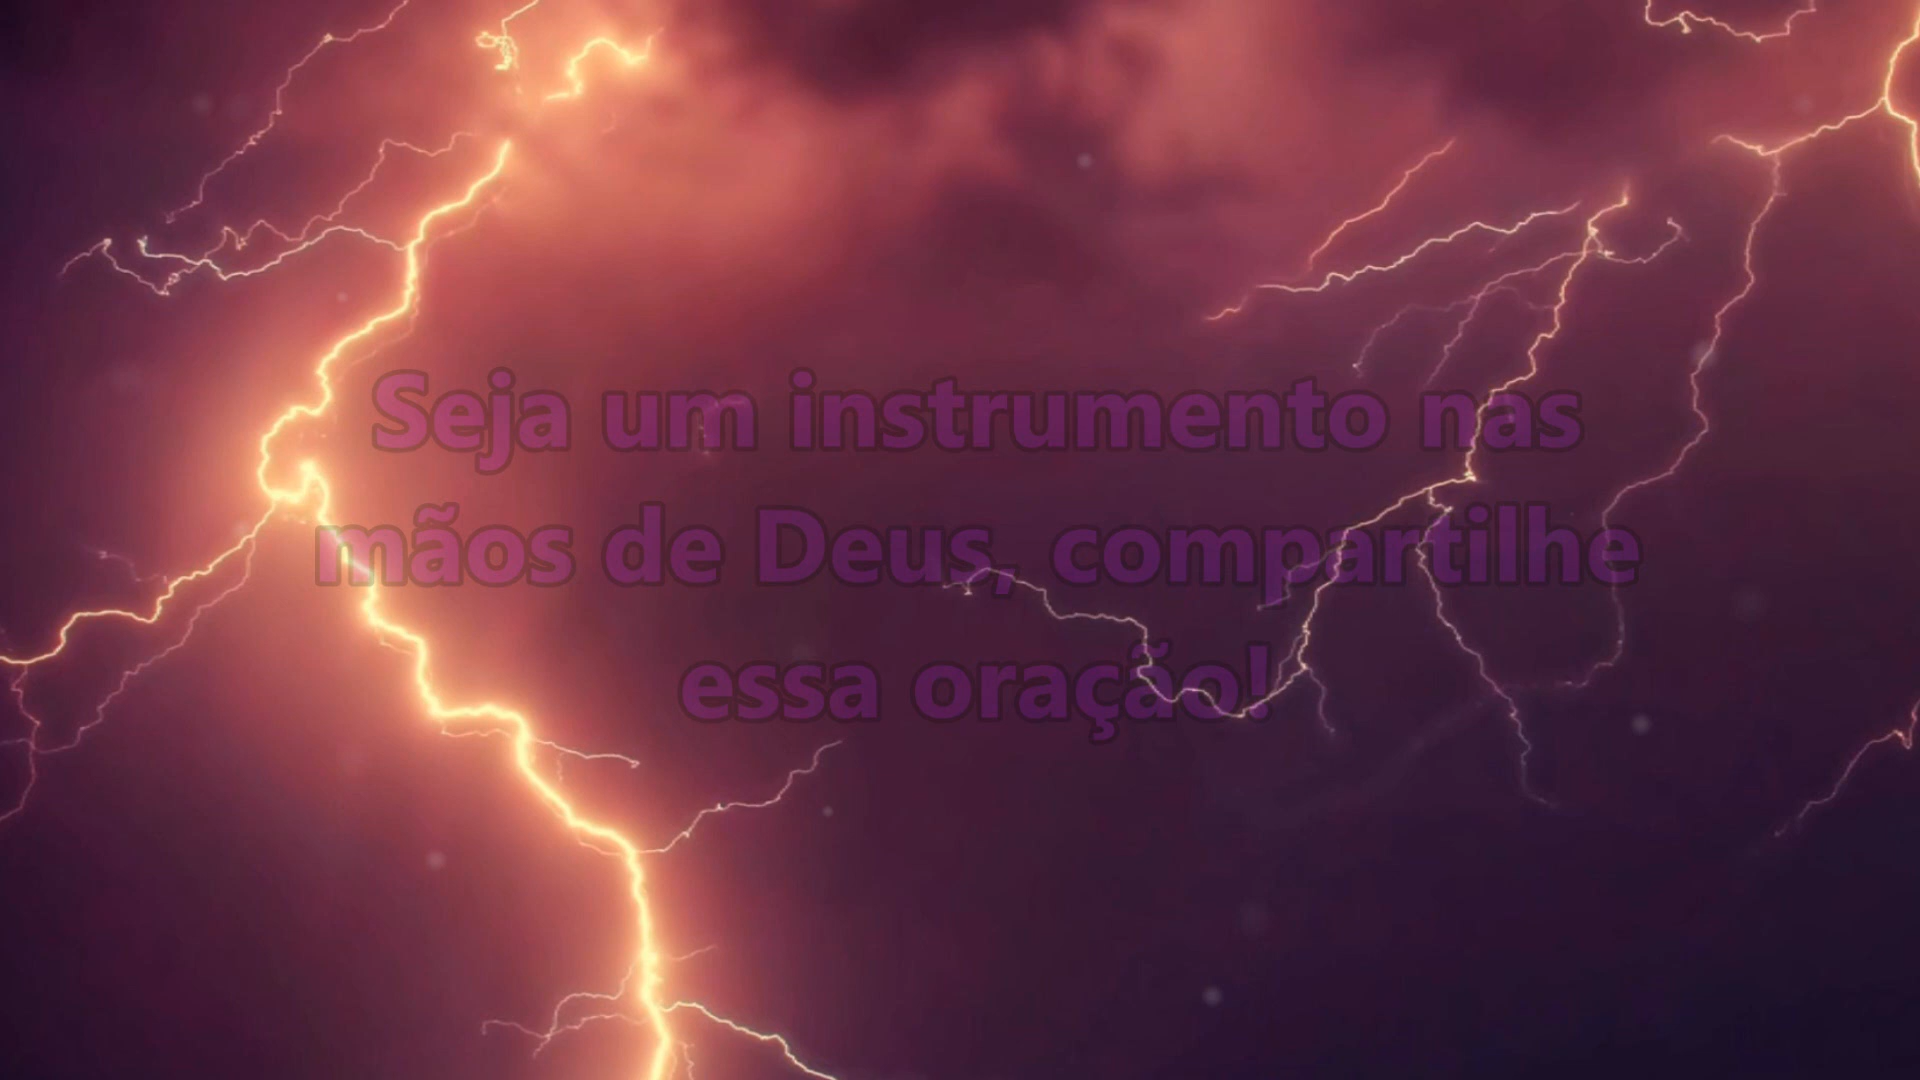 Seja um instrumento nas
mãos de Deus, compartilhe
essa oração!